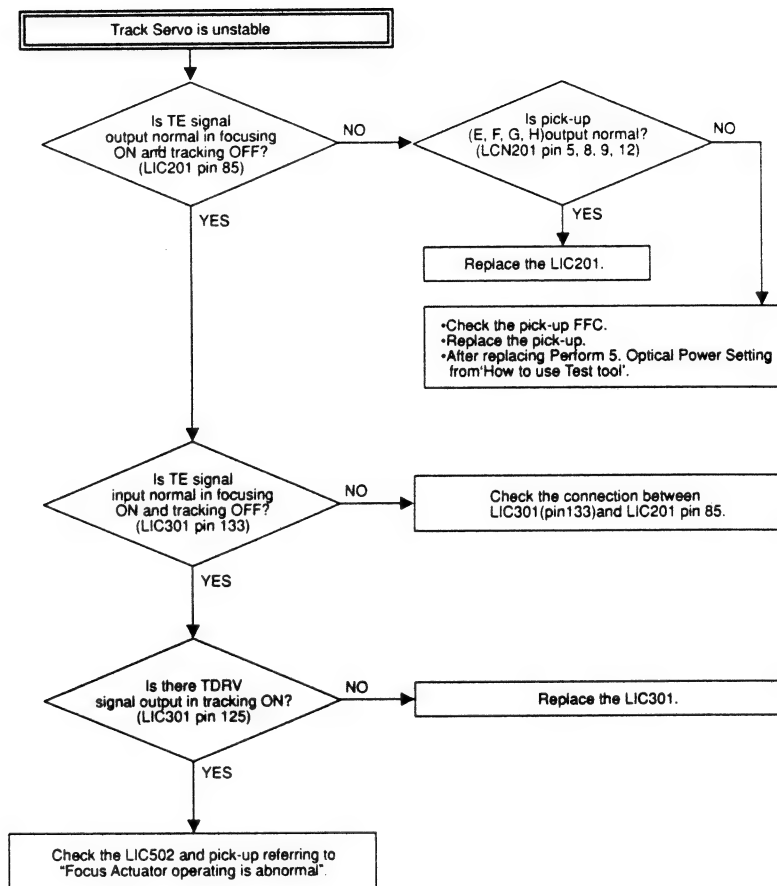 Track Servo is unstable
Is TE signal
output normal in focusing
ON and tracking OFF?
(LIC201 pin 85)
NO
Is pick-up
(E, F, G, H)output normal?
(LCN201 pin 5, 8, 9, 12)
NO
YES
YES
Replace the LIC201.
•Check the pick-up FFC.
•Replace the pick-up.
•After replacing Perform 5. Optical Power Setting
from'How to use Test tool'.
Is TE signal
input normal in focusing
ON and tracking OFF?
(LIC301 pin 133)
NO
Check the connection between
LIC301(pin133)and LIC201 pin 85.
YES
Is there TDRV
signal output in tracking ON?
(LIC301 pin 125)
NO
Replace the LIC301.
YES
Check the LIC502 and pick-up referring to
"Focus Actuator operating is abnormal".